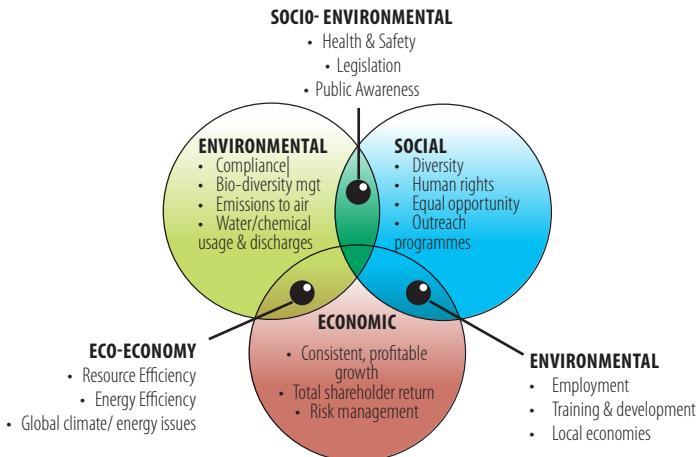 SOCI0- ENVIRONMENTAL
• Health & Safety
• Legislation
• Public Awareness
ENVIRONMENTAL
• Compliance|
• Bio-diversity mgt
• Emissions to air
• Water/chemical
usage & discharges
SOCIAL
• Diversity
• Human rights
• Equal opportunity
• Outreach
programmes
ECONOMIC
• Consistent, profitable
growth
• Total shareholder return
• Risk management
ECO-ECONOMY
• Resource Efficiency
• Energy Efficiency
• Global climate/ energy issues
ENVIRONMENTAL
• Employment
• Training & development
• Local economies